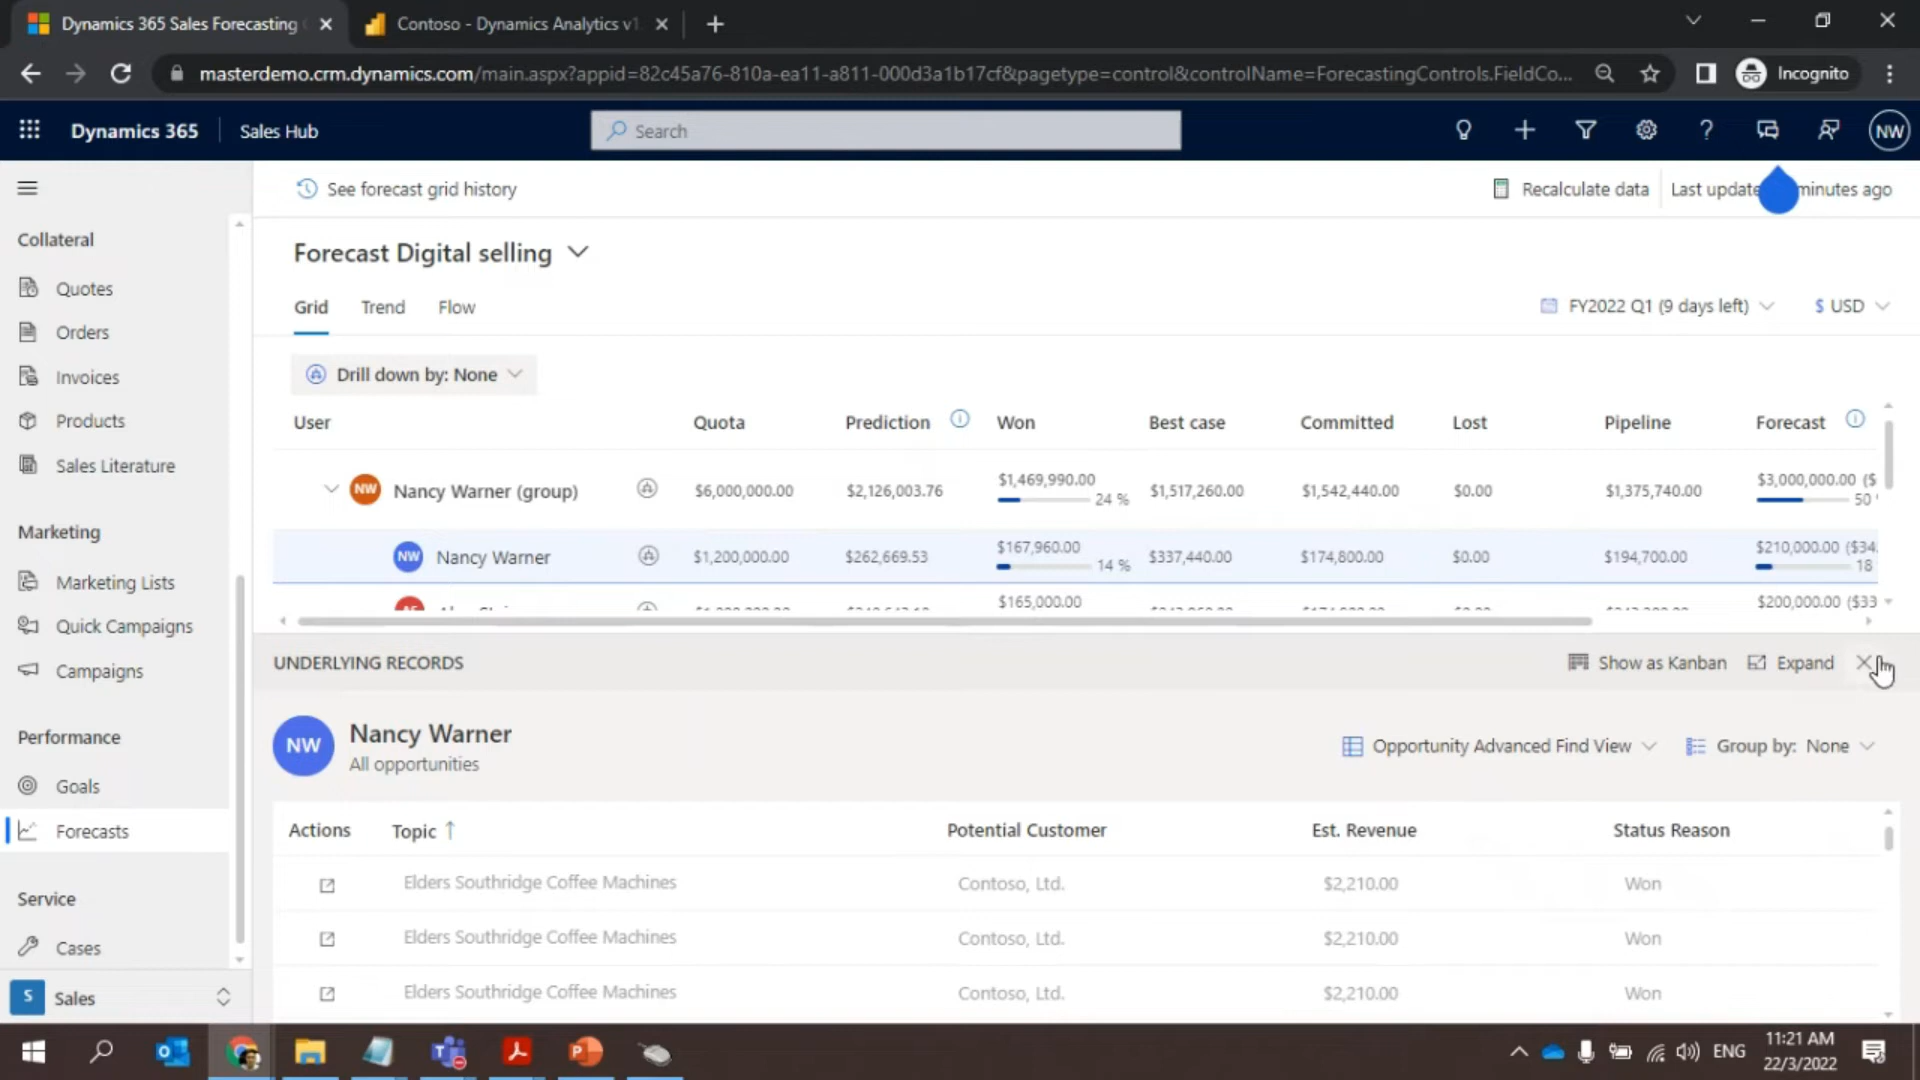 Dynamics 365 Sales Forecasting
Contoso - Dynamics Analytics v1
masterdemo.crm.dynamics.com/main.aspx?appid=82c45a76-810a-ea11-a811-000d3a1b17cf&pagetype=control&controlName=ForecastingControls.FieldCo...
Incognito
Dynamics 365
Sales Hub
Search
NW
See forecast grid history
Recalculate data
Last update minutes ago
Collateral
Quotes
Orders
Invoices
Products
Sales Literature
Marketing
Marketing Lists
Quick Campaigns
Campaigns
Performance
Goals
Forecasts
Service
Cases
S Sales
Forecast Digital selling
Grid Trend Flow
FY2022 Q1 (9 days left)
$ USD
Drill down by: None
User Quota Prediction Won Best case Committed Lost Pipeline Forecast
NW Nancy Warner (group) $6,000,000.00 $2,126,003.76 $1,469,990.00 24 % $1,517,260.00 $1,542,440.00 $0.00 $1,375,740.00 $3,000,000.00 ($ 50
NW Nancy Warner $1,200,000.00 $262,669.53 $167,960.00 14 % $337,440.00 $174,800.00 $0.00 $194,700.00 $210,000.00 ($34. 18
$165,000.00 $200,000.00 ($33
UNDERLYING RECORDS
Show as Kanban
Expand
NW
Nancy Warner
All opportunities
Opportunity Advanced Find View
Group by: None
Actions Topic ↑ Potential Customer Est. Revenue Status Reason
Elders Southridge Coffee Machines Contoso, Ltd. $2,210.00 Won
Elders Southridge Coffee Machines Contoso, Ltd. $2,210.00 Won
Elders Southridge Coffee Machines Contoso, Ltd. $2,210.00 Won
ENG
11:21 AM
22/3/2022